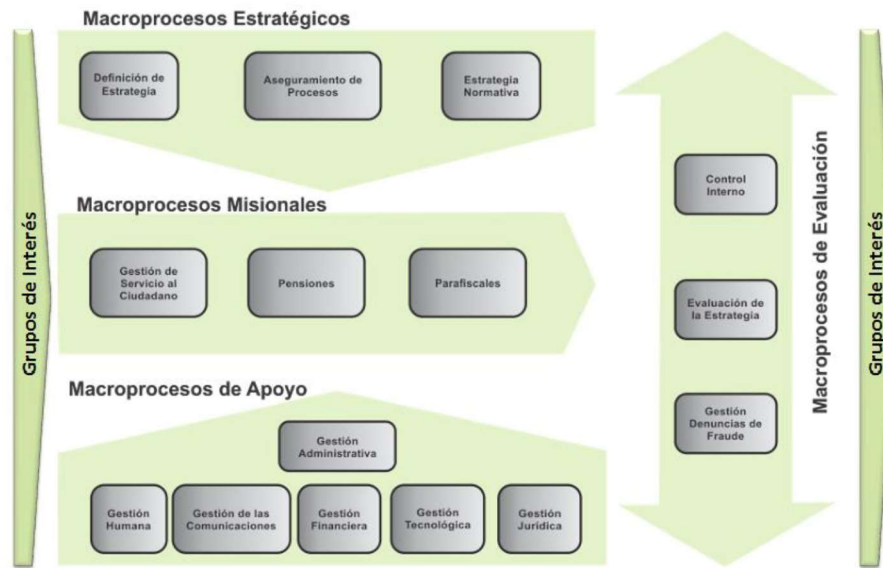 Macroprocesos Estratégicos
Definición de
Estrategia
Aseguramiento de
Procesos
Estrategia
Normativa
Macroprocesos Misionales
Gestión de
Servicio al
Ciudadano
Pensiones
Parafiscales
Macroprocesos de Apoyo
Gestión
Administrativa
Gestión
Humana
Gestión de las
Comunicaciones
Gestión
Financiera
Gestión
Tecnológica
Gestión
Jurídica
Control
Interno
Evaluación de
la Estrategia
Gestión
Denuncias de
Fraude
Macroprocesos de Evaluación
Grupos de Interés
Grupos de Interés